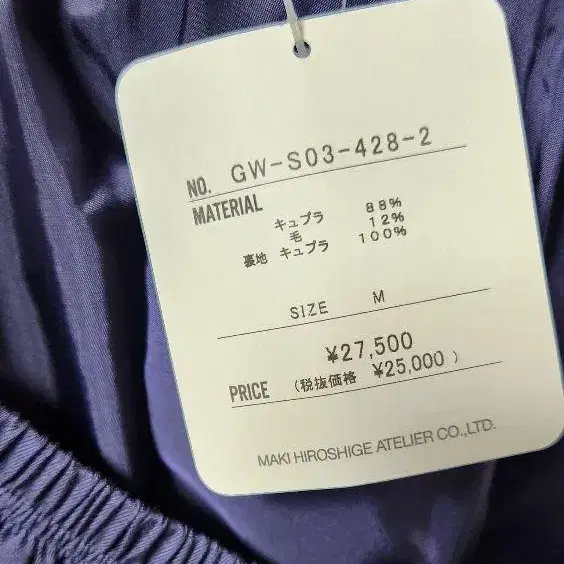 NO. GW-S03-428-2
MATERIAL
キュプラ 88%
毛 12%
裏地 キュプラ 100%
SIZE M
¥27,500
PRICE (税抜価格 ¥25,000 )
MAKI HIROSHIGE ATELIER CO.,LTD.